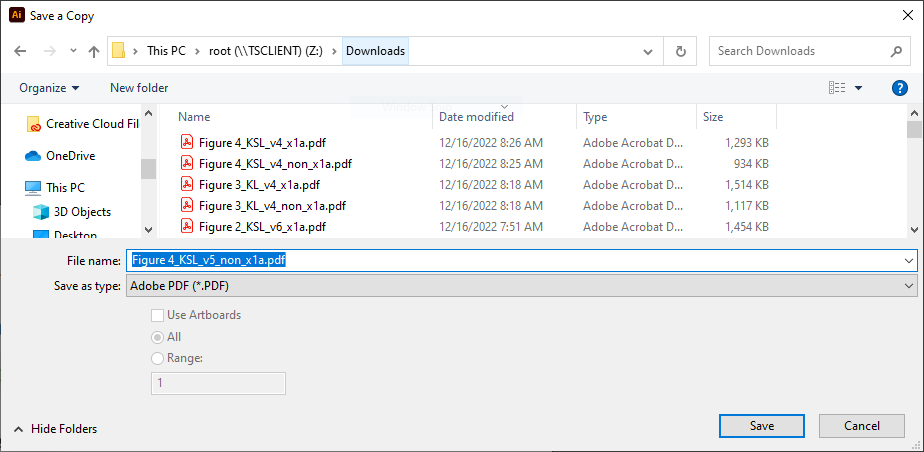 Ai Save a Copy
This PC root (\\TSCLIENT) (Z:) Downloads Search Downloads
Organize New folder ?
Name Date modified Type Size
Creative Cloud Fil Figure 4_KSL_v4_x1a.pdf 12/16/2022 8:26 AM Adobe Acrobat D... 1,293 KB
OneDrive Figure 4_KSL_v4_non_x1a.pdf 12/16/2022 8:25 AM Adobe Acrobat D... 934 KB
This PC Figure 3_KL_v4_x1a.pdf 12/16/2022 8:18 AM Adobe Acrobat D... 1,514 KB
3D Objects Figure 3_KL_v4_non_x1a.pdf 12/16/2022 8:18 AM Adobe Acrobat D... 1,117 KB
Desktop Figure 2_KSL_v6_x1a.pdf 12/16/2022 7:51 AM Adobe Acrobat D... 1,454 KB
File name: Figure 4_KSL_v5_non_x1a.pdf
Save as type: Adobe PDF (*.PDF)
Use Artboards
All
Range:
1
Hide Folders Save Cancel